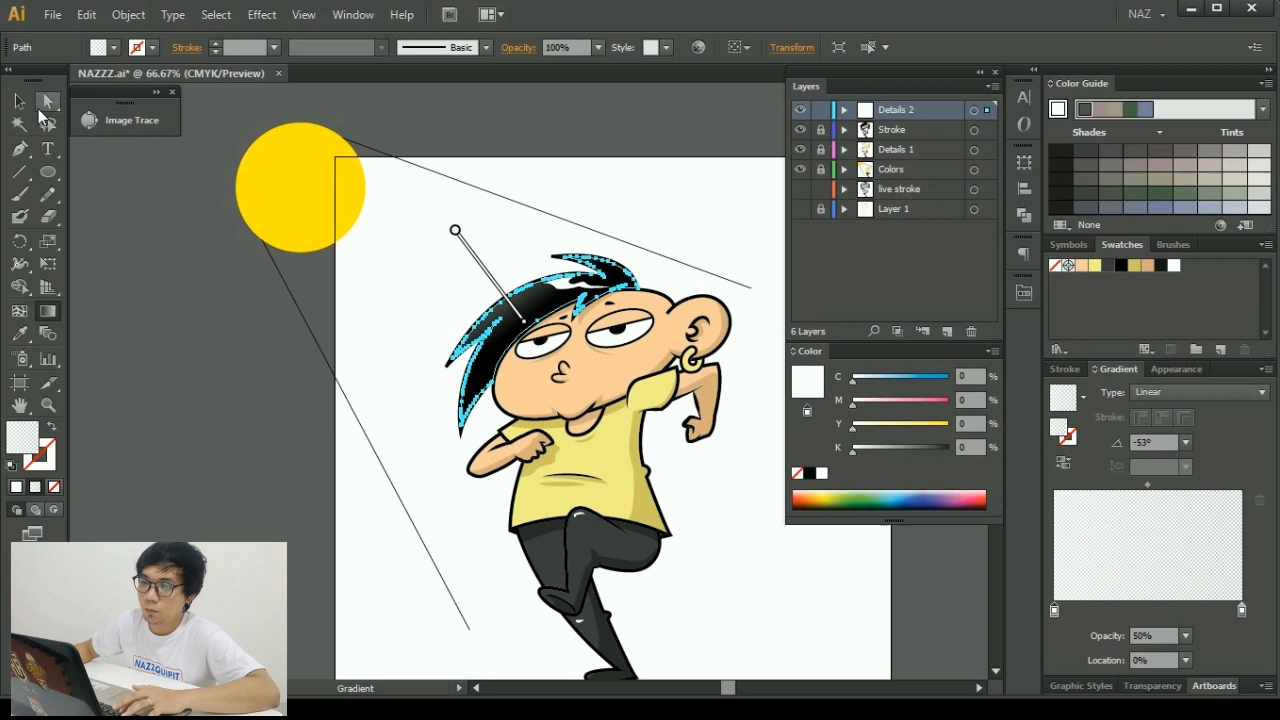 Ai File Edit Object Type Select Effect View Window Help Br NAZ
Path Stroke: Basic Opacity: 100% Style: Transform
NAZZZ.ai* @ 66.67% (CMYK/Preview) ×
Image Trace
Layers
Details 2
Stroke
Details 1
Colors
live stroke
Layer 1
6 Layers
Color
C 0 %
M 0 %
Y 0 %
K 0 %
Color Guide
Shades Tints
None
Symbols Swatches Brushes
Stroke Gradient Appearance
Type: Linear
Stroke:
-53°
Opacity: 50%
Location: 0%
Graphic Styles Transparency Artboards
Gradient
NAZZQUIPIT